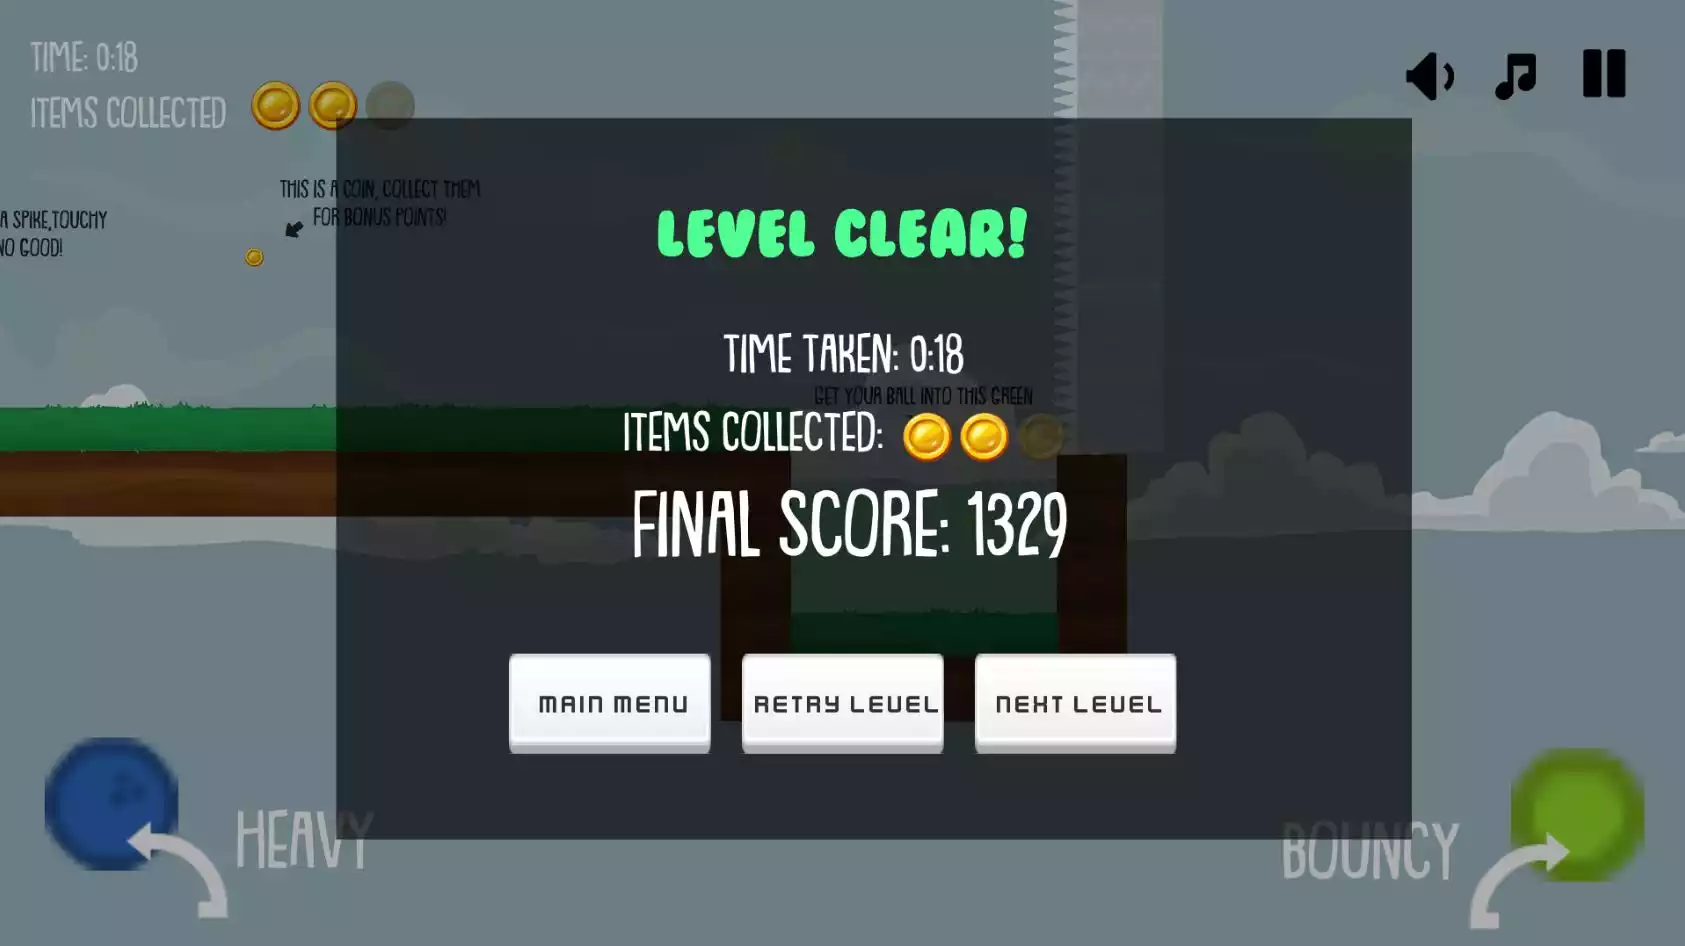 TIME: 0:18
ITEMS COLLECTED
THIS IS A COIN, COLLECT THEM
FOR BONUS POINTS!
A SPIKE,TOUCHY
NO GOOD!
LEVEL CLEAR!
TIME TAKEN: 0:18
GET YOUR BALL INTO THIS GREEN
ITEMS COLLECTED:
FINAL SCORE: 1329
MAIN MENU
RETRY LEVEL
NEXT LEVEL
HEAVY
BOUNCY